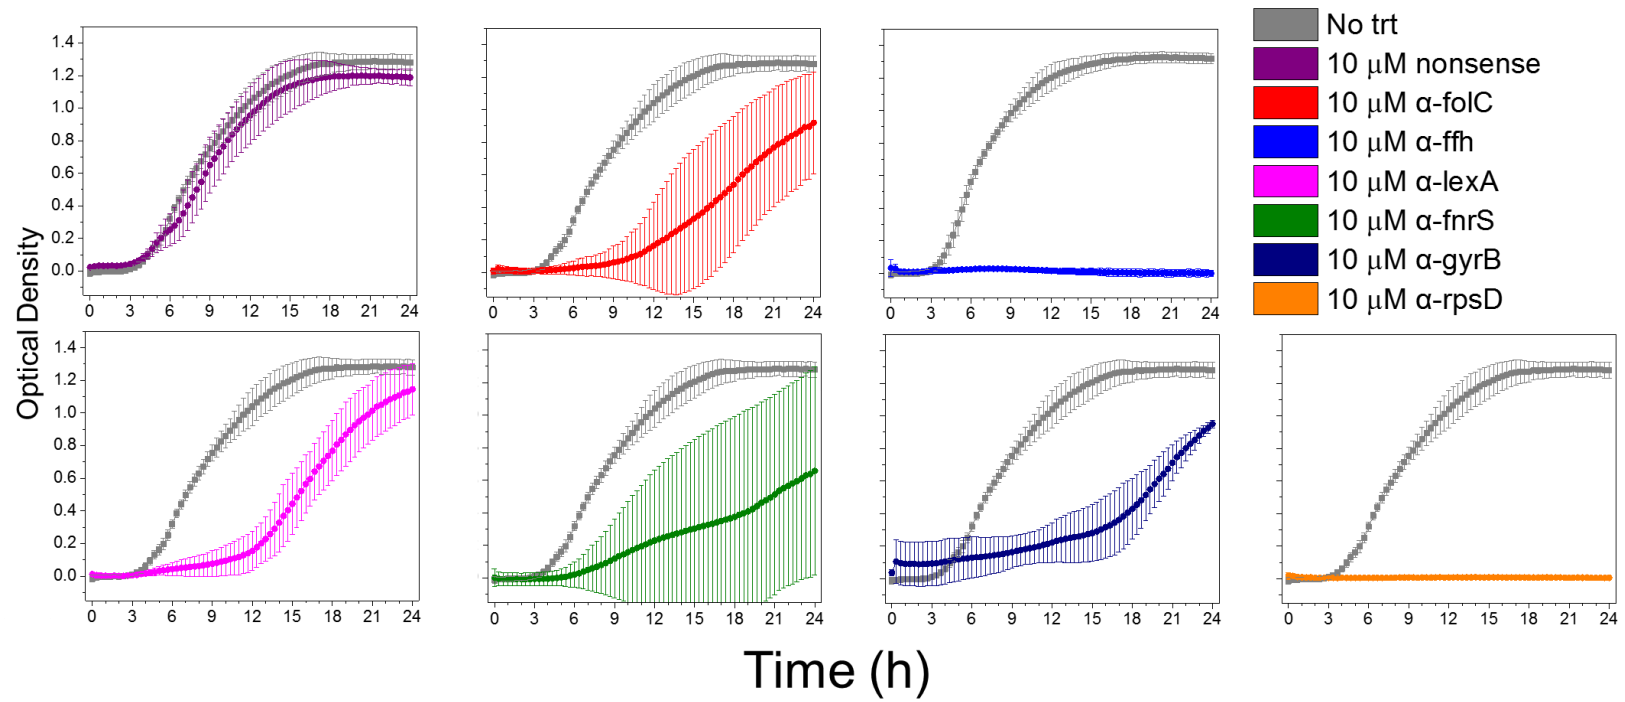 No trt
10 μM nonsense
10 μM α-folC
10 μM α-ffh
10 μM α-lexA
10 μM α-fnrS
10 μM α-gyrB
10 μM α-rpsD
Optical Density
1.4
1.2
1.0
0.8
0.6
0.4
0.2
0.0
0 3 6 9 12 15 18 21 24
0 3 6 9 12 15 18 21 24
0 3 6 9 12 15 18 21 24
1.4
1.2
1.0
0.8
0.6
0.4
0.2
0.0
0 3 6 9 12 15 18 21 24
0 3 6 9 12 15 18 21 24
0 3 6 9 12 15 18 21 24
0 3 6 9 12 15 18 21 24
Time (h)